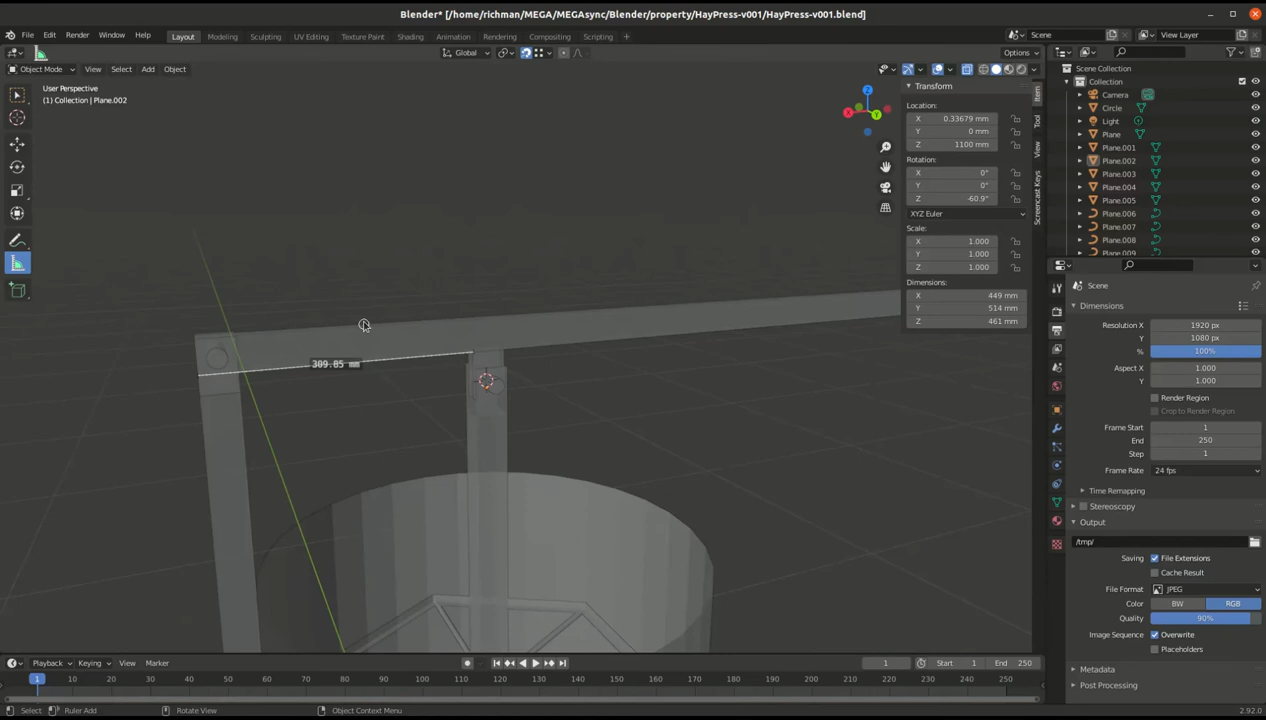 Blender* [/home/richman/MEGA/MEGAsync/Blender/property/HayPress-v001/HayPress-v001.blend]
File Edit Render Window Help Layout Modeling Sculpting UV Editing Texture Paint Shading Animation Rendering Compositing Scripting + Scene View Layer
Global Options
Object Mode View Select Add Object
User Perspective
(1) Collection | Plane.002
Z
X
Y
309.85 mm
Transform
Location:
X 0.33679 mm
Y 0 mm
Z 1100 mm
Rotation:
X 0°
Y 0°
Z -60.9°
XYZ Euler
Scale:
X 1.000
Y 1.000
Z 1.000
Dimensions:
X 449 mm
Y 514 mm
Z 461 mm
Item
Tool
View
Screencast Keys
Scene Collection
Collection
Camera
Circle
Light
Plane
Plane.001
Plane.002
Plane.003
Plane.004
Plane.005
Plane.006
Plane.007
Plane.008
Plane.009
Scene
Dimensions
Resolution X 1920 px
Y 1080 px
% 100%
Aspect X 1.000
Y 1.000
Render Region
Crop to Render Region
Frame Start 1
End 250
Step 1
Frame Rate 24 fps
Time Remapping
Stereoscopy
Output
/tmp/
Saving File Extensions
Cache Result
File Format JPEG
Color BW RGB
Quality 90%
Image Sequence Overwrite
Placeholders
Metadata
Post Processing
Playback Keying View Marker 1 Start 1 End 250
1 10 20 30 40 50 60 70 80 90 100 110 120 130 140 150 160 170 180 190 200 210 220 230 240 250
Select Ruler Add Rotate View Object Context Menu 2.92.0